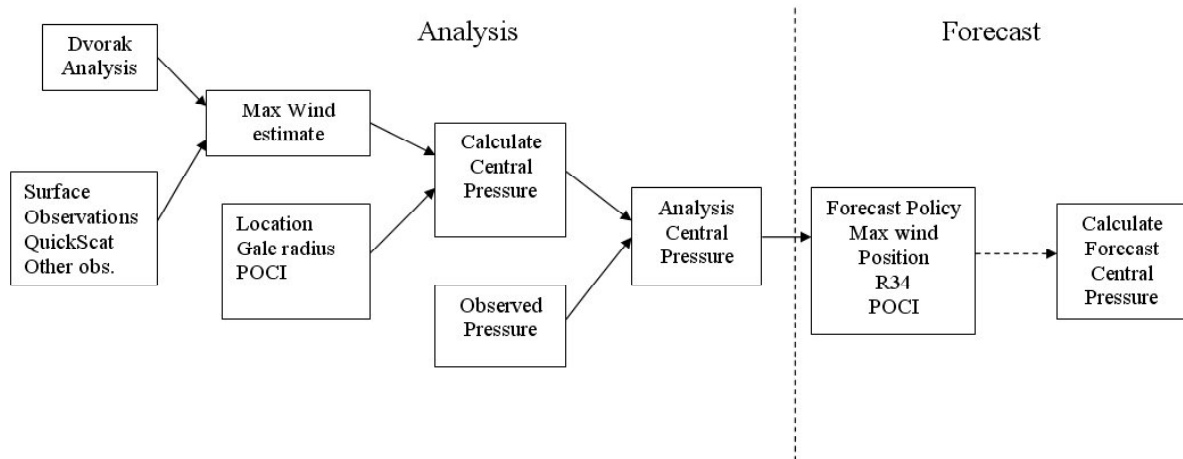 Analysis
Forecast
Dvorak
Analysis
Max Wind
estimate
Surface
Observations
QuickScat
Other obs.
Location
Gale radius
POCI
Calculate
Central
Pressure
Observed
Pressure
Analysis
Central
Pressure
Forecast Policy
Max wind
Position
R34
POCI
Calculate
Forecast
Central
Pressure